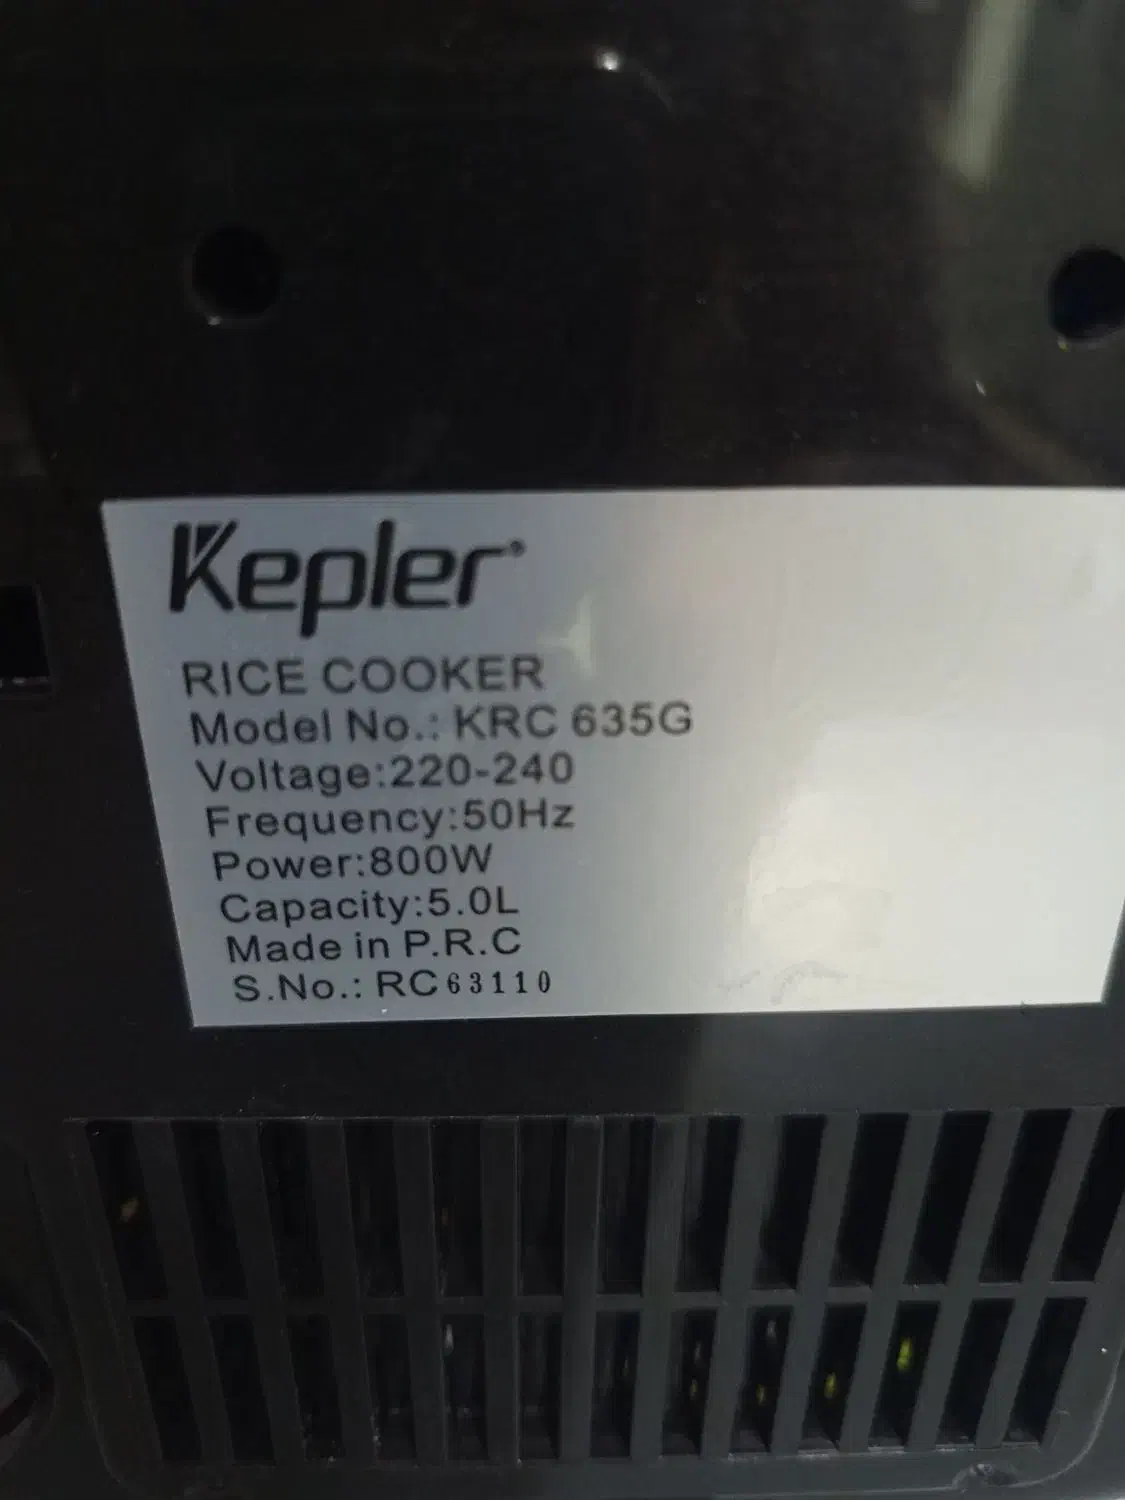 Kepler®
RICE COOKER
Model No.: KRC 635G
Voltage:220-240
Frequency:50Hz
Power:800W
Capacity:5.0L
Made in P.R.C
S.No.: RC63110